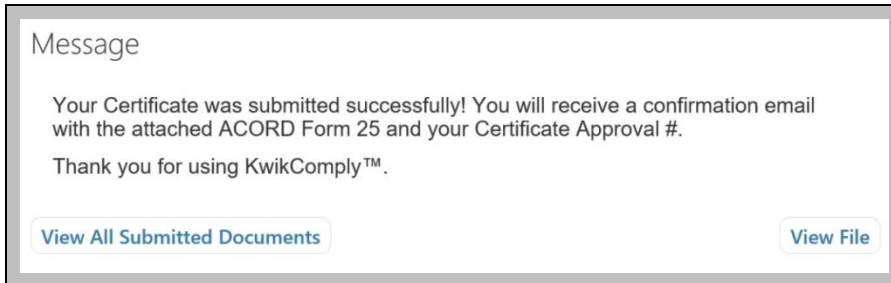 Message
Your Certificate was submitted successfully! You will receive a confirmation email
with the attached ACORD Form 25 and your Certificate Approval #.
Thank you for using KwikComply™.
View All Submitted Documents
View File